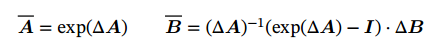 A̅ = exp(ΔA) B̅ = (ΔA)⁻¹(exp(ΔA) − I) · ΔB